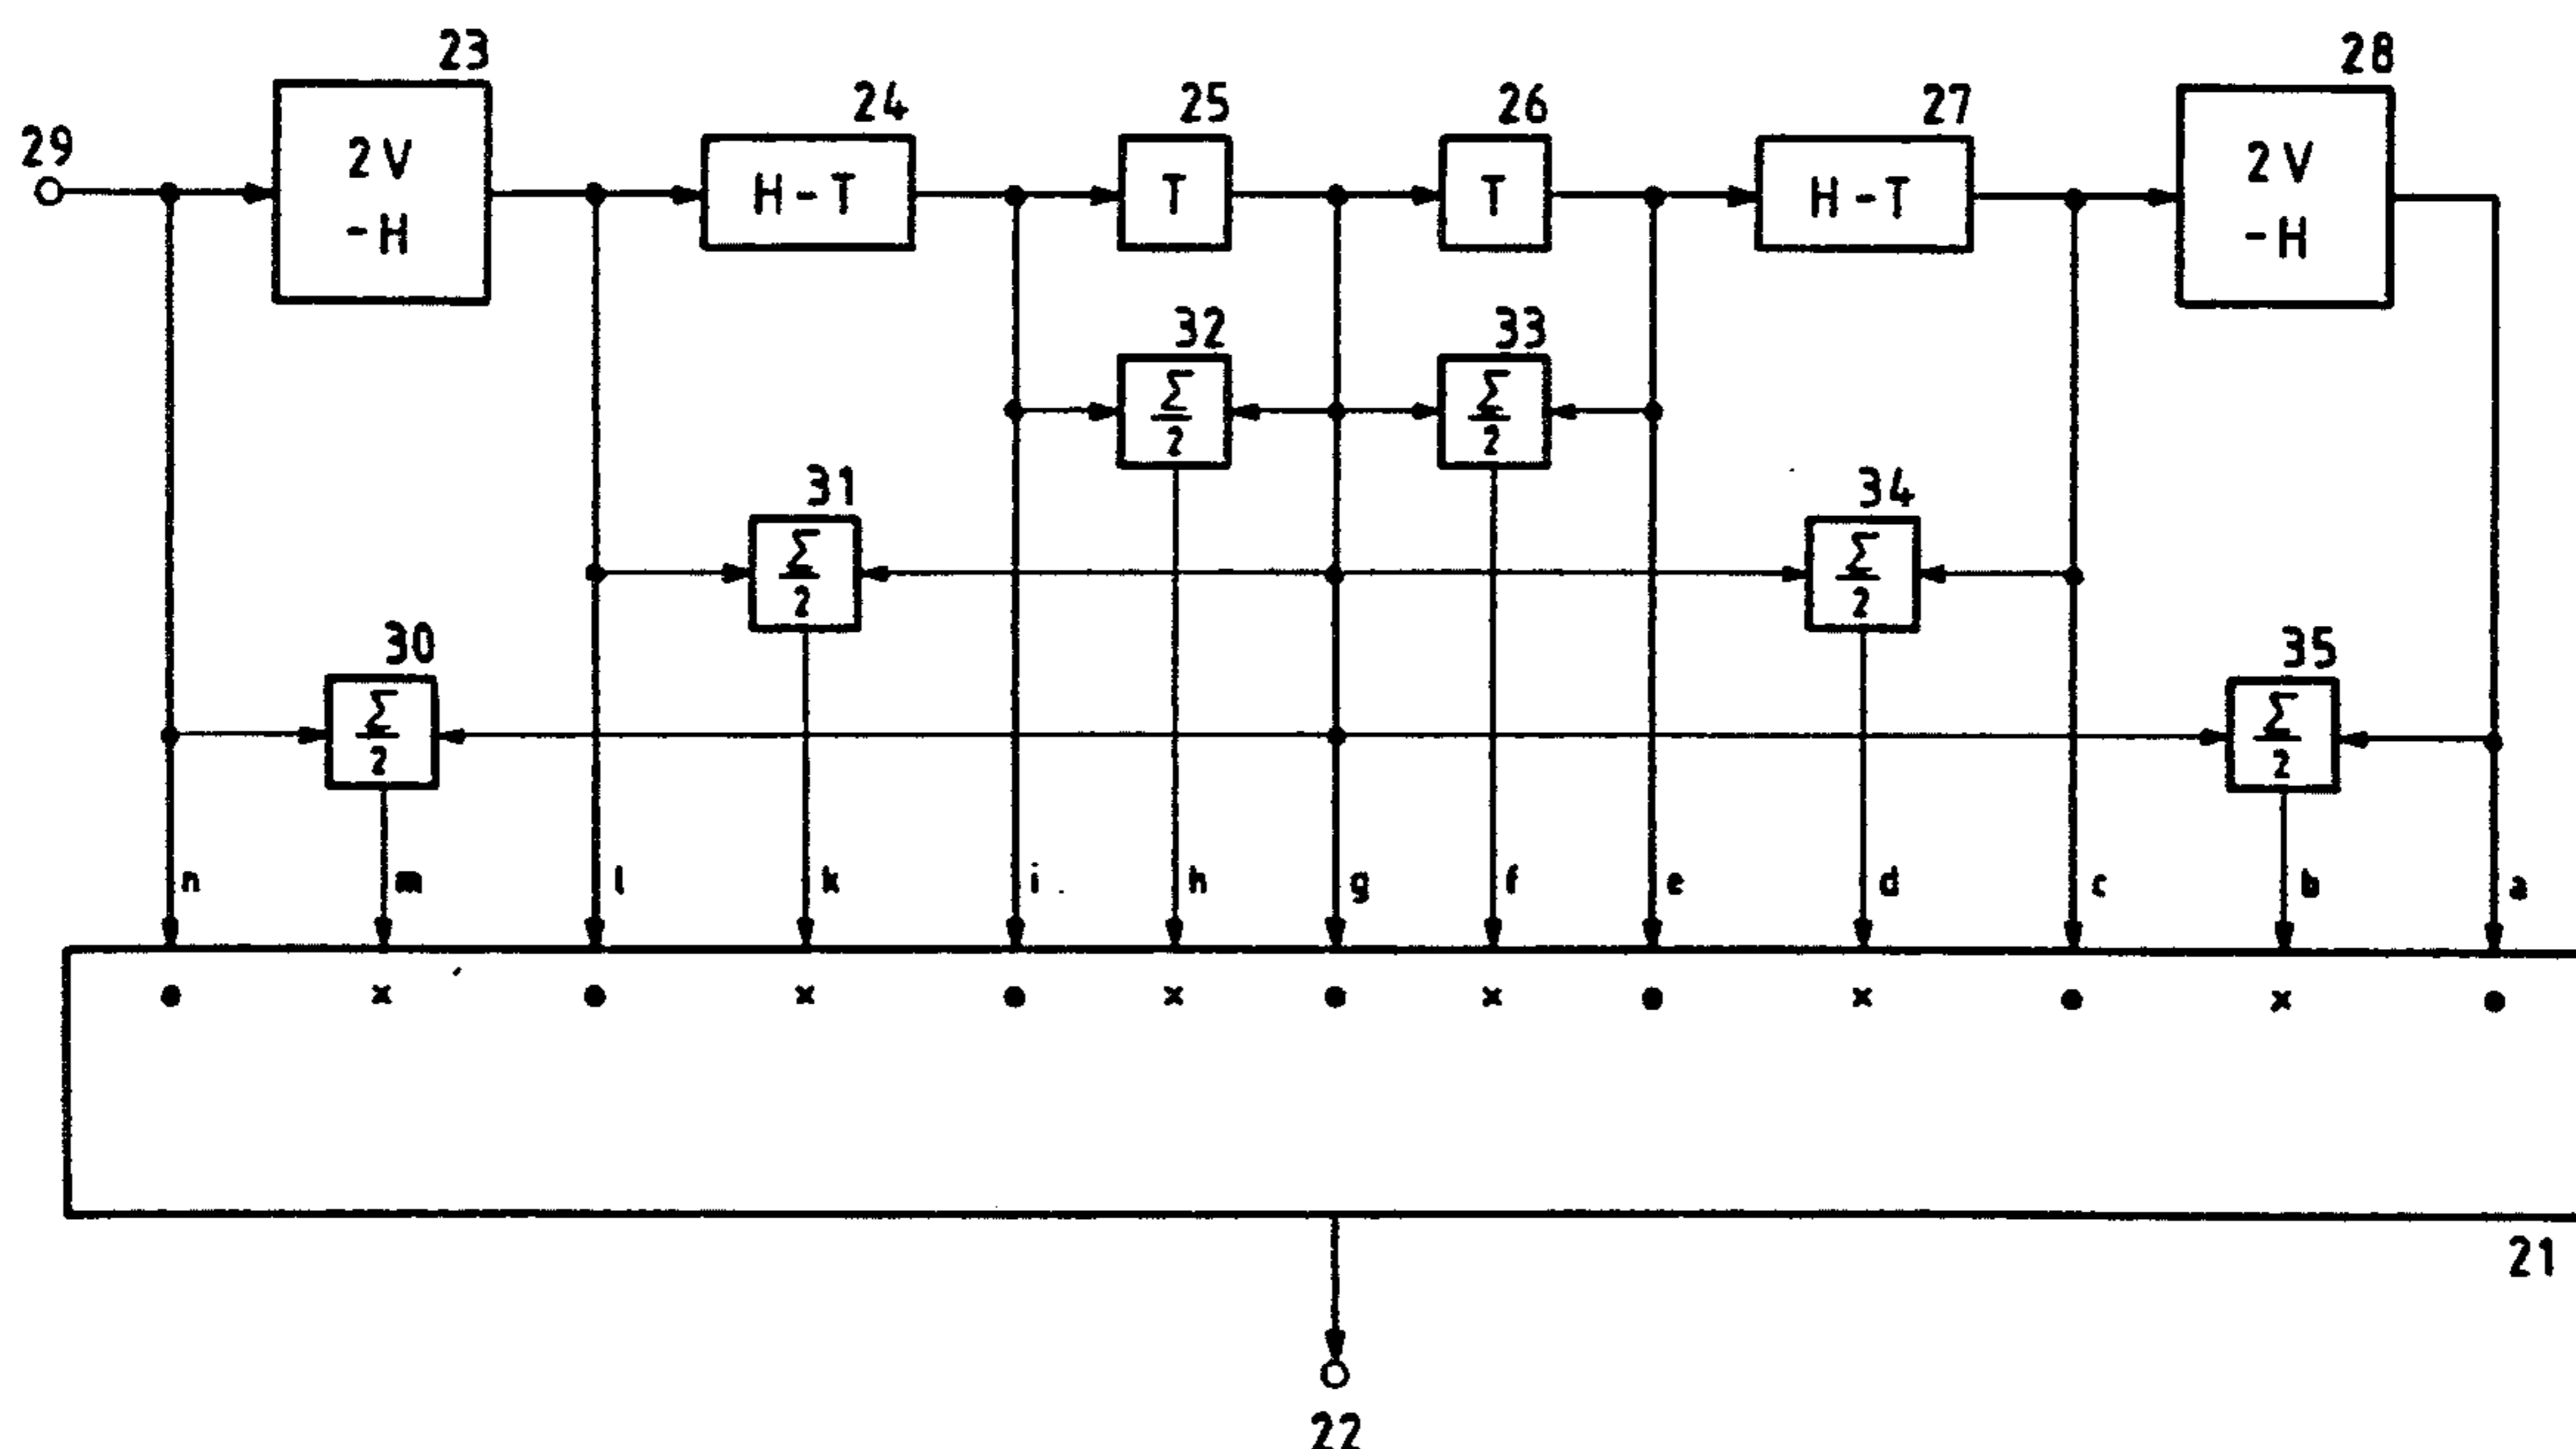 23
28
24
25
26
27
29
2V
-H
H-T
T
T
H-T
2V
-H
32
33
Σ
2
Σ
2
31
34
Σ
2
Σ
2
30
35
Σ
2
Σ
2
n m l k i h g f e d c b a
x x x x x x
21
22